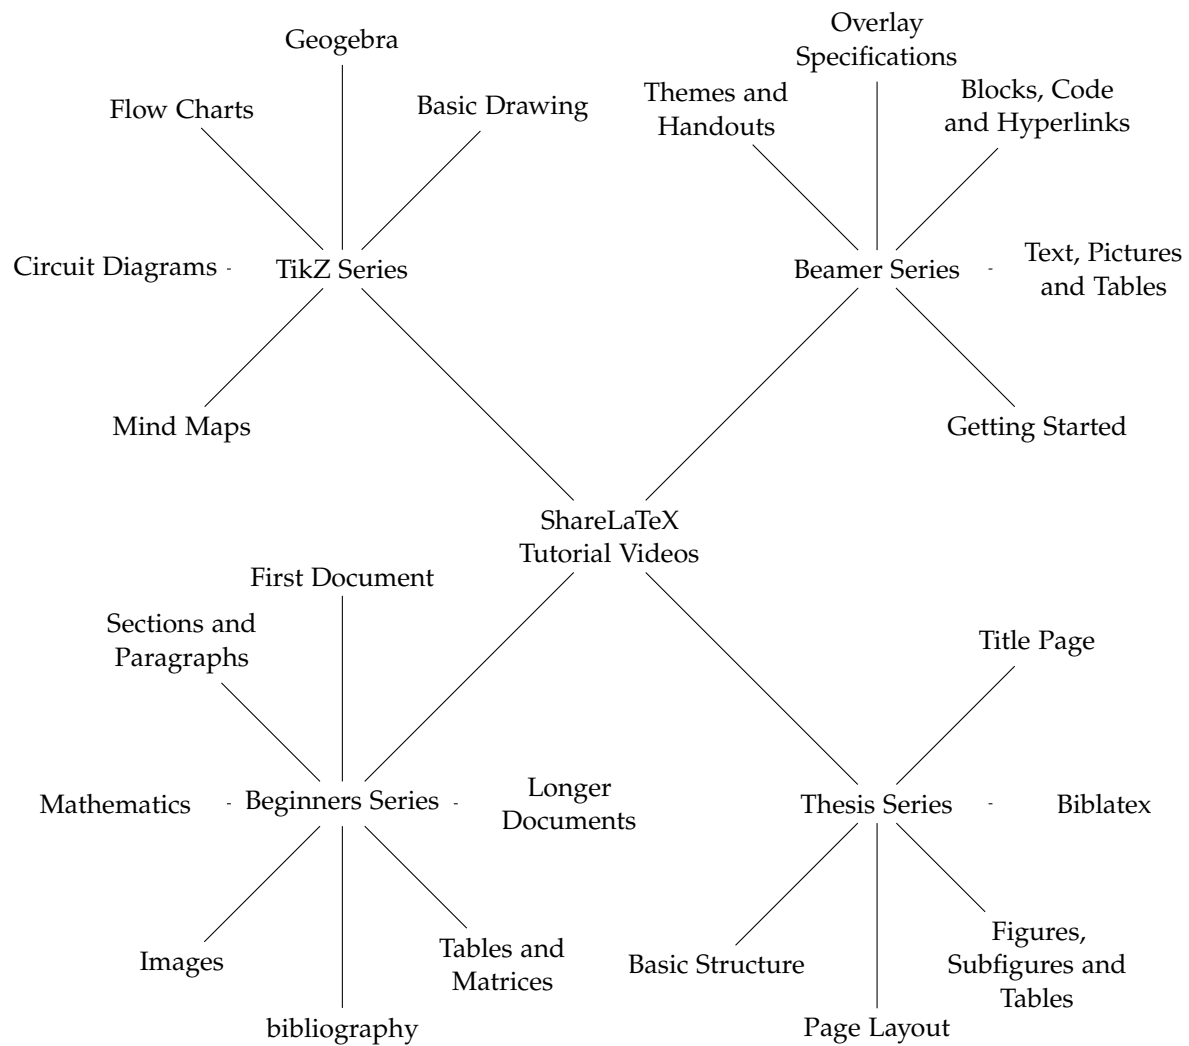 Geogebra
Flow Charts
Basic Drawing
Circuit Diagrams
TikZ Series
Mind Maps
Overlay
Specifications
Themes and
Handouts
Blocks, Code
and Hyperlinks
Beamer Series
Text, Pictures
and Tables
Getting Started
ShareLaTeX
Tutorial Videos
First Document
Sections and
Paragraphs
Mathematics
Beginners Series
Longer
Documents
Images
Tables and
Matrices
bibliography
Title Page
Thesis Series
Biblatex
Basic Structure
Figures,
Subfigures and
Tables
Page Layout